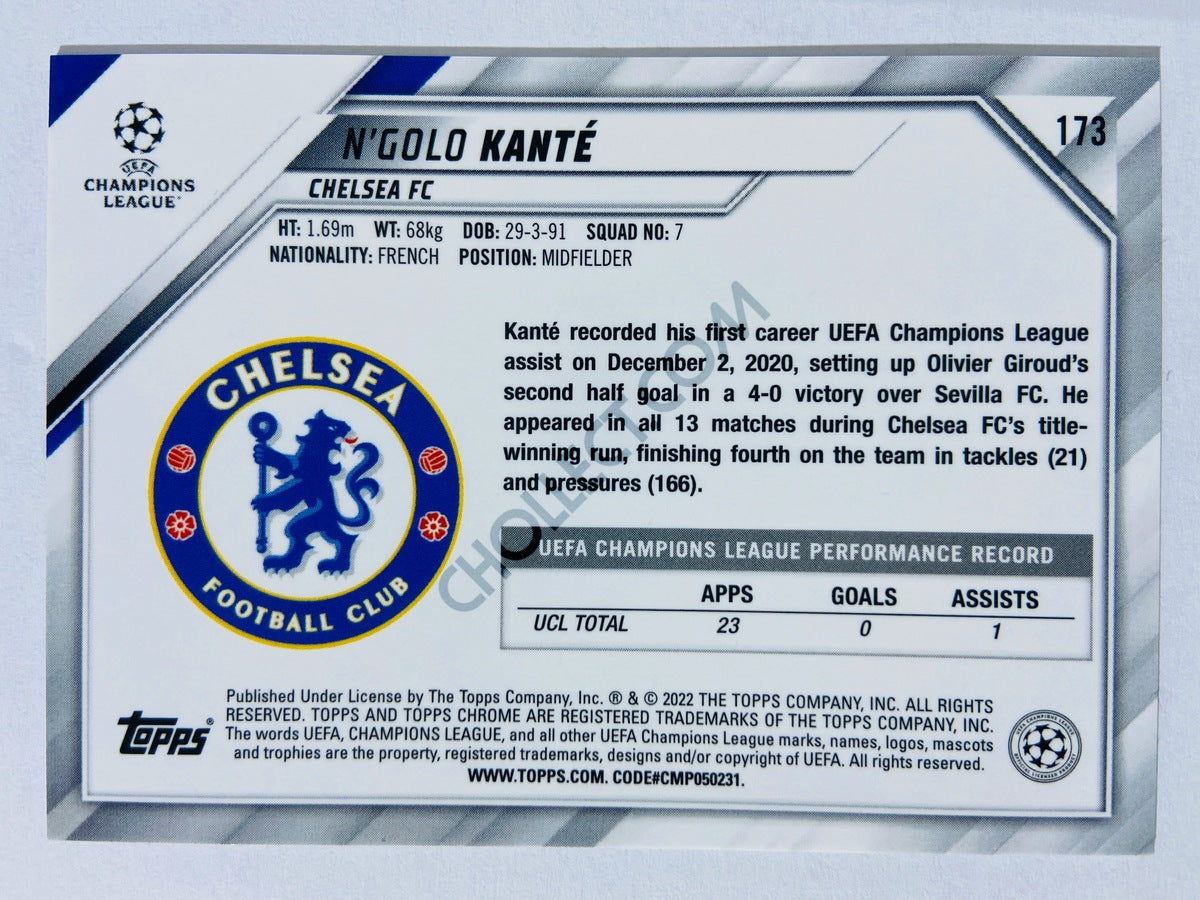 UEFA
CHAMPIONS
LEAGUE
N'GOLO KANTÉ
173
CHELSEA FC
HT: 1.69m WT: 68kg DOB: 29-3-91 SQUAD NO: 7
NATIONALITY: FRENCH POSITION: MIDFIELDER
CHELSEA
FOOTBALL CLUB
Kanté recorded his first career UEFA Champions League
assist on December 2, 2020, setting up Olivier Giroud's
second half goal in a 4-0 victory over Sevilla FC. He
appeared in all 13 matches during Chelsea FC's title-
winning run, finishing fourth on the team in tackles (21)
and pressures (166).
CHOLLECT.COM
UEFA CHAMPIONS LEAGUE PERFORMANCE RECORD
APPS GOALS ASSISTS
UCL TOTAL 23 0 1
Topps®
Published Under License by The Topps Company, Inc. ® & © 2022 THE TOPPS COMPANY, INC. ALL RIGHTS
RESERVED. TOPPS AND TOPPS CHROME ARE REGISTERED TRADEMARKS OF THE TOPPS COMPANY, INC.
The words UEFA, CHAMPIONS LEAGUE, and all other UEFA Champions League marks, names, logos, mascots
and trophies are the property, registered trademarks, designs and/or copyright of UEFA. All rights reserved.
WWW.TOPPS.COM. CODE#CMP050231.